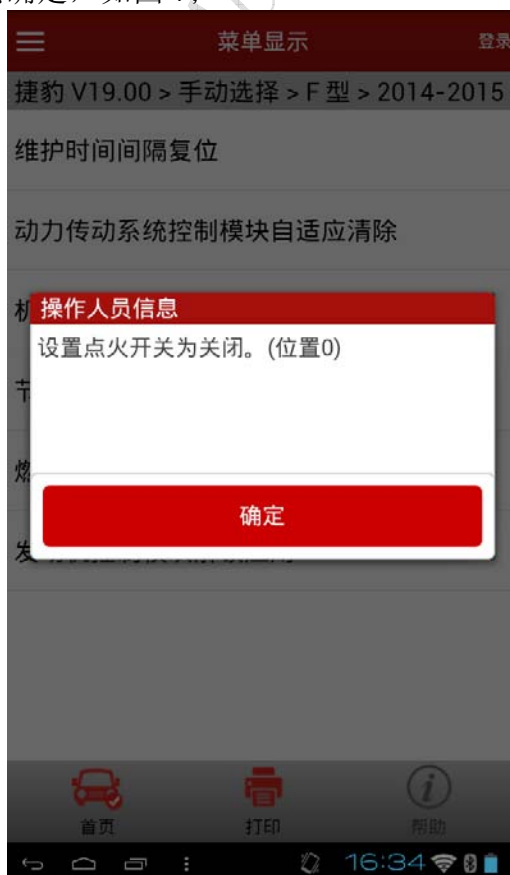 菜单显示
登录
捷豹 V19.00 > 手动选择 > F 型 > 2014-2015
维护时间间隔复位
动力传动系统控制模块自适应清除
操作人员信息
设置点火开关为关闭。(位置0)
确定
首页
打印
帮助
16:34